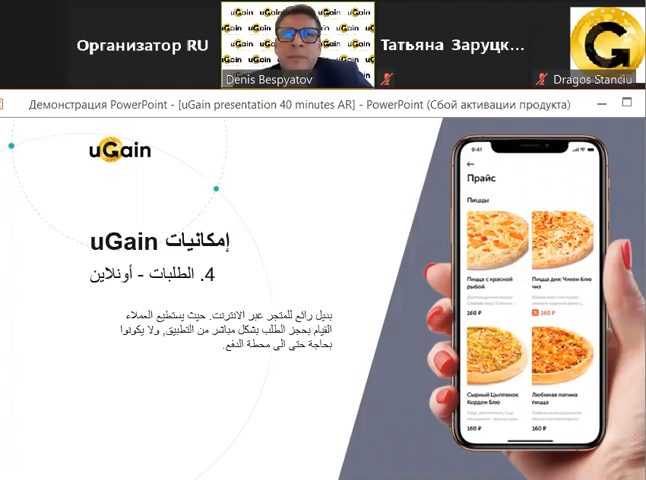 Организатор RU
uGain
Denis Bespyatov
Татьяна Заруцк...
Dragos Stanciu
Демонстрация PowerPoint - [uGain presentation 40 minutes AR] - PowerPoint (Сбой активации продукта)
uGain
إمكانيات uGain
4. الطلبات - أونلاين
بديل رائع للمتجر عبر الانترنت. حيث يستطيع العملاء
القيام بحجز الطلب بشكل مباشر من التطبيق, ولا يكونوا
بحاجة حتى الى محطة الدفع.
9:41
Прайс
Пиццы
Пицца с красной рыбой
160 ₽
Пицца дня: Чикен блю чиз
160 ₽
Сырный Цыпленок Кордон Блю
160 ₽
Любимая папина пицца
160 ₽